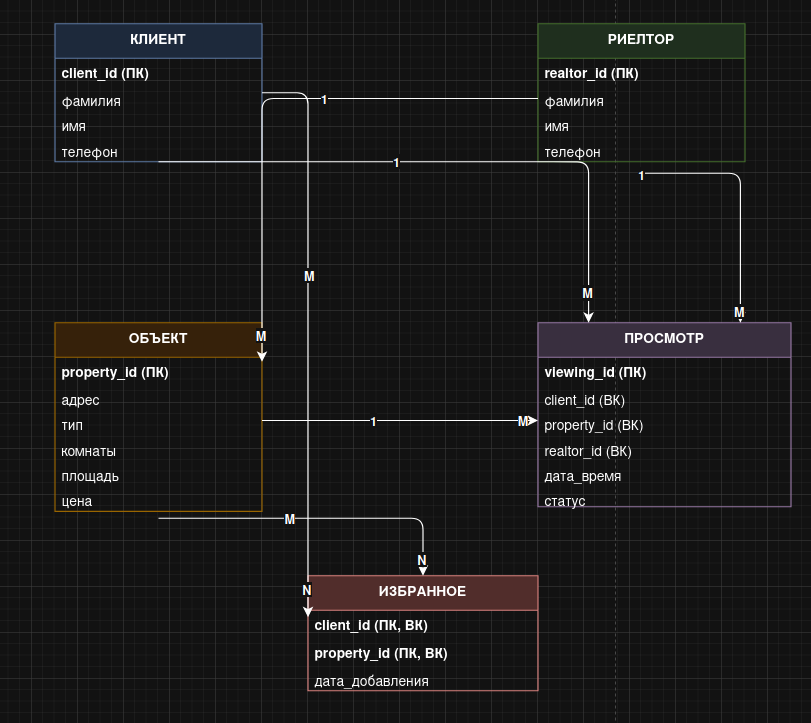 КЛИЕНТ
client_id (ПК)
фамилия
имя
телефон
РИЕЛТОР
realtor_id (ПК)
фамилия
имя
телефон
1
1
1
M
M
M
M
ОБЪЕКТ
property_id (ПК)
адрес
тип
комнаты
площадь
цена
1
M
ПРОСМОТР
viewing_id (ПК)
client_id (ВК)
property_id (ВК)
realtor_id (ВК)
дата_время
статус
M
N
N
ИЗБРАННОЕ
client_id (ПК, ВК)
property_id (ПК, ВК)
дата_добавления